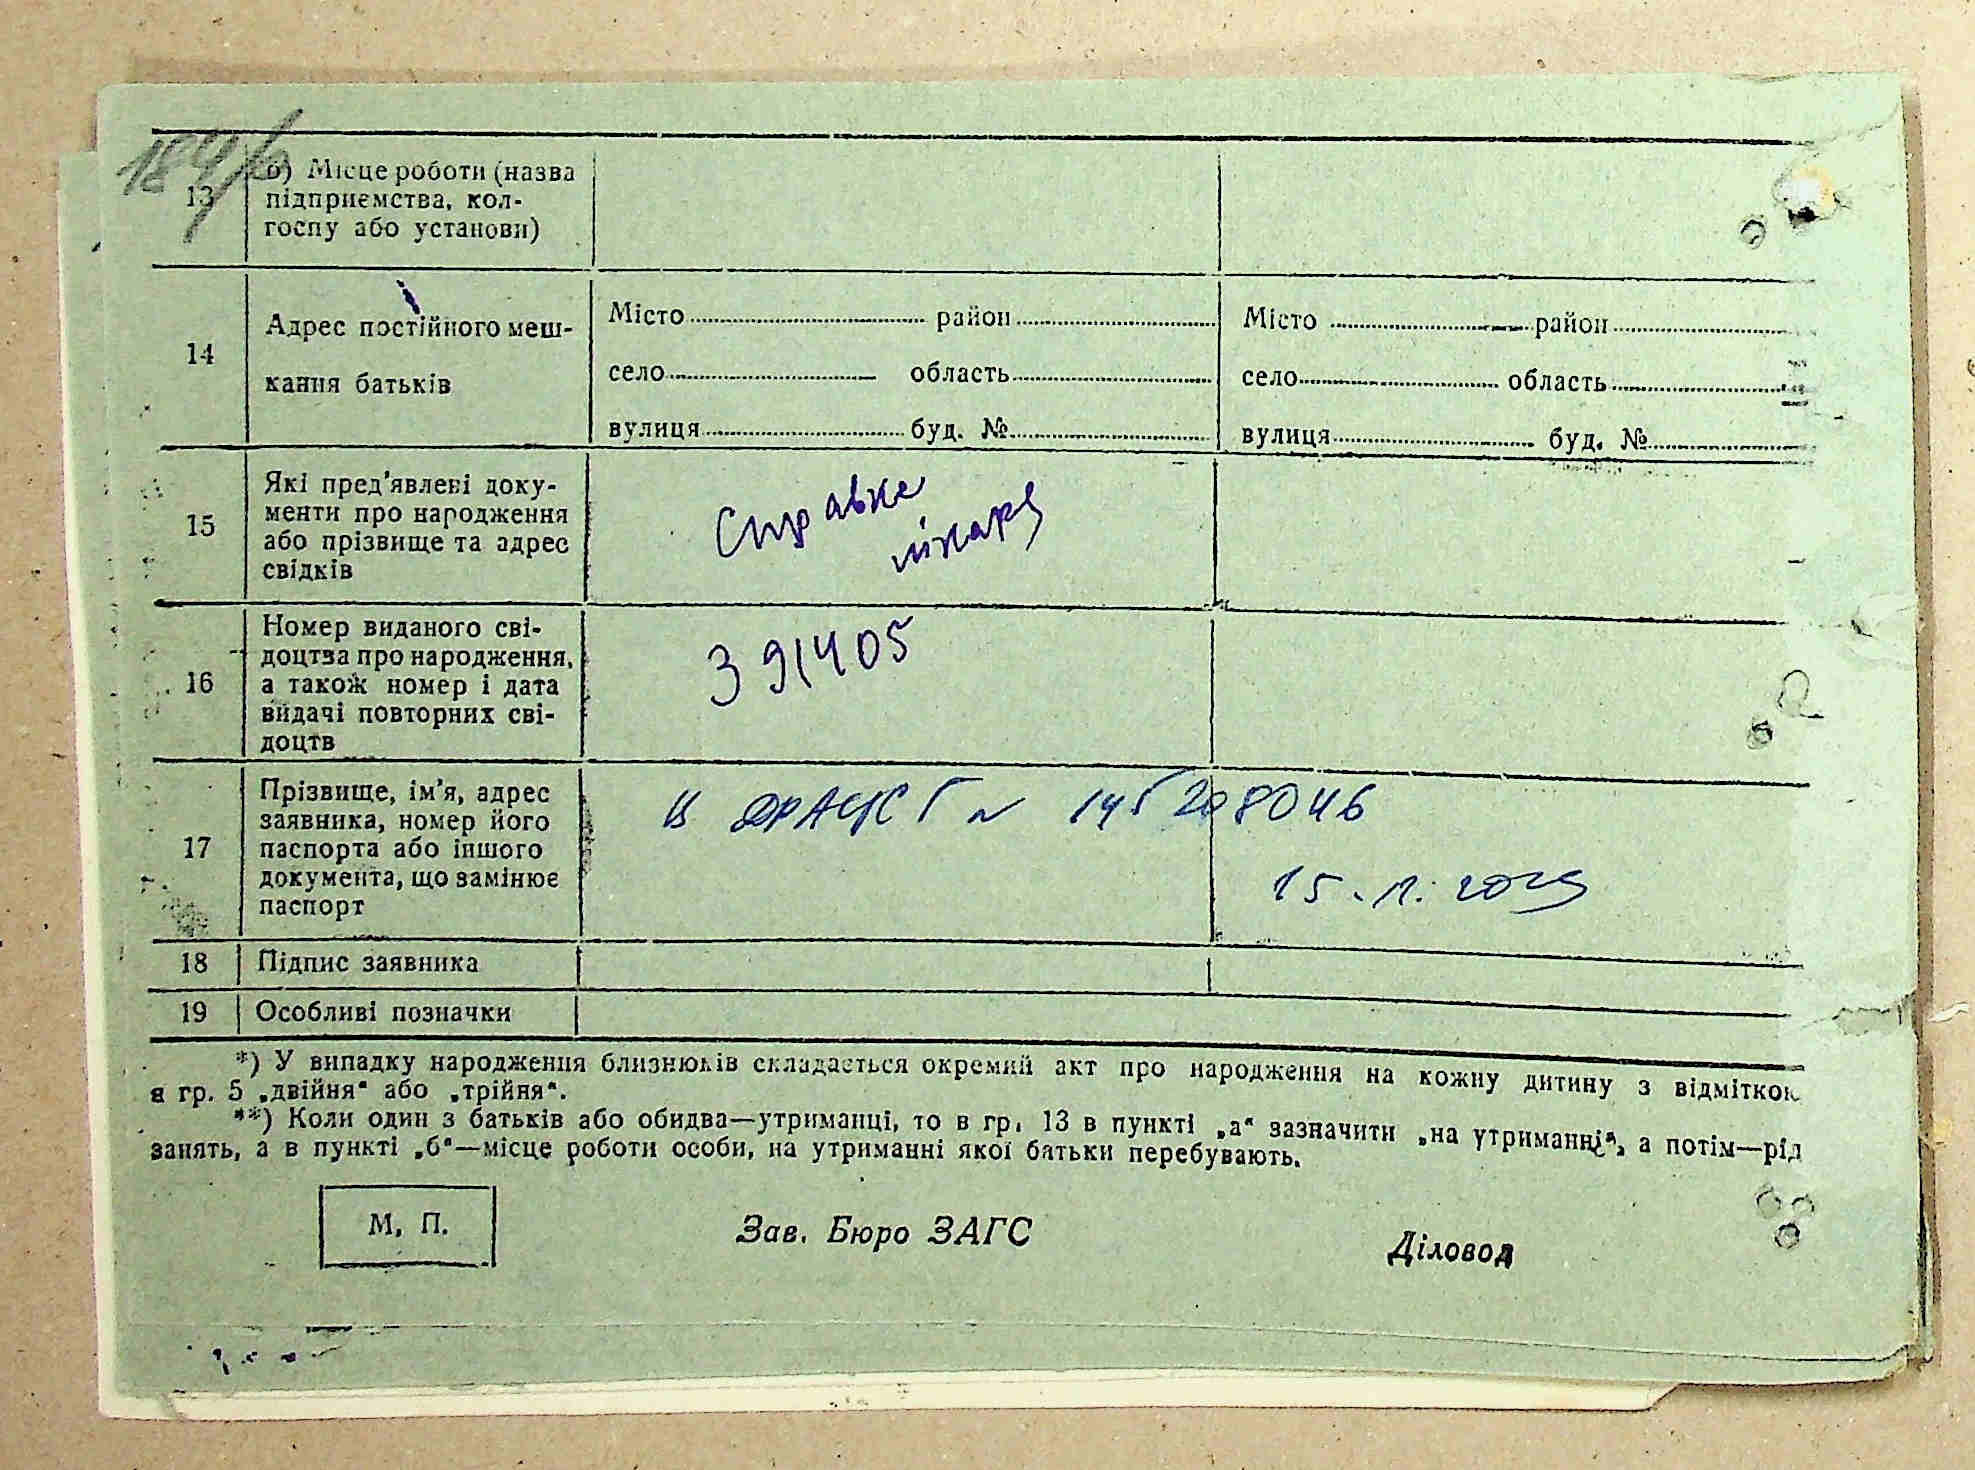 184/
13
б) Місце роботи (назва
підприємства, кол-
госпу або установи)
14
Адрес постійного меш-
кання батьків
Місто район
село область
вулиця буд. №
Місто район
село область
вулиця буд. №
15
Які пред'явлені доку-
менти про народження
або прізвище та адрес
свідків
Справка
лікаря
16
Номер виданого сві-
доцтва про народження,
а також номер і дата
видачі повторних сві-
доцтв
391405
17
Прізвище, ім'я, адрес
заявника, номер його
паспорта або іншого
документа, що замінює
паспорт
ДРАЦСГ № 145208046
15.
18
Підпис заявника
19
Особливі позначки
*) У випадку народження близнюків складається окремий акт про народження на кожну дитину з відміткою
в гр. 5 „двійня“ або „трійня“.
**) Коли один з батьків або обидва—утриманці, то в гр. 13 в пункті „а“ зазначити „на утриманні“, а потім—рід
занять, а в пункті „б“—місце роботи особи, на утриманні якої батьки перебувають.
М. П.
Зав. Бюро ЗАГС
Діловод